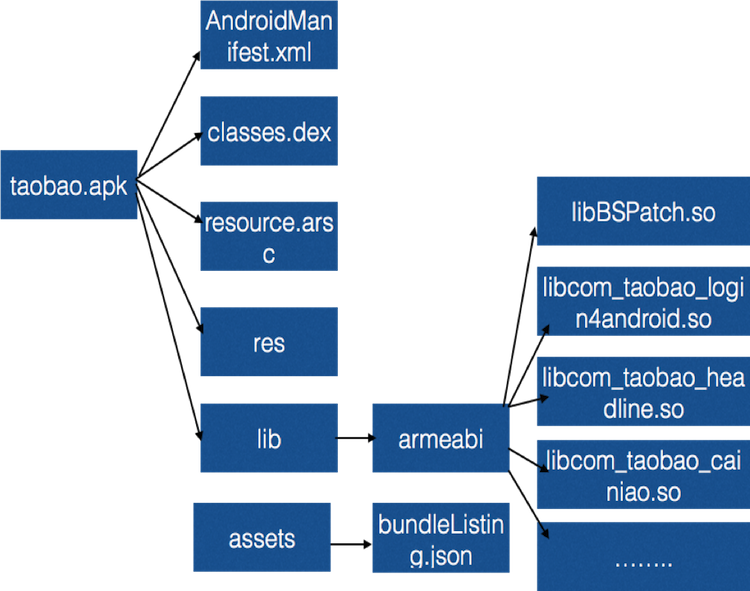 AndroidMan
ifest.xml
classes.dex
taobao.apk
resource.ars
c
res
lib
armeabi
libBSPatch.so
libcom_taobao_logi
n4android.so
libcom_taobao_hea
dline.so
libcom_taobao_cai
niao.so
........
assets
bundleListin
g.json